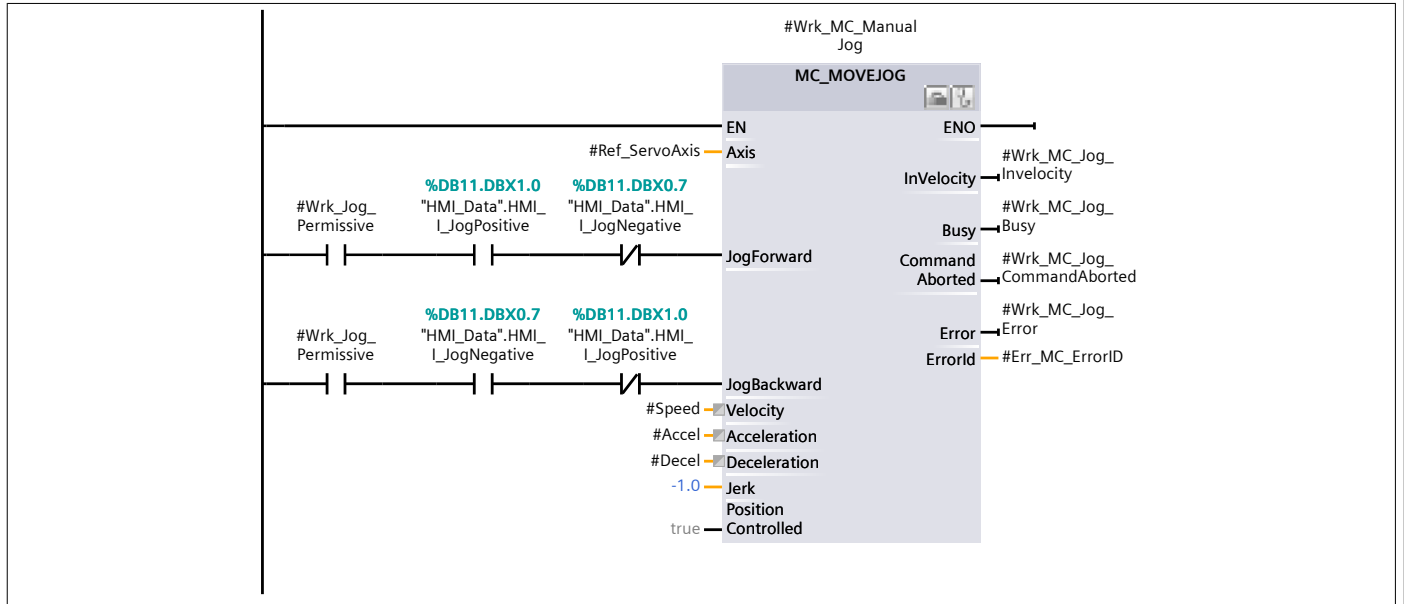 #Wrk_MC_Manual
Jog
MC_MOVEJOG
EN
ENO
#Ref_ServoAxis
Axis
InVelocity
#Wrk_MC_Jog_
Invelocity
#Wrk_Jog_
Permissive
%DB11.DBX1.0
"HMI_Data".HMI_
I_JogPositive
%DB11.DBX0.7
"HMI_Data".HMI_
I_JogNegative
JogForward
Busy
#Wrk_MC_Jog_
Busy
Command
Aborted
#Wrk_MC_Jog_
CommandAborted
#Wrk_Jog_
Permissive
%DB11.DBX0.7
"HMI_Data".HMI_
I_JogNegative
%DB11.DBX1.0
"HMI_Data".HMI_
I_JogPositive
JogBackward
Error
#Wrk_MC_Jog_
Error
ErrorId
#Err_MC_ErrorID
#Speed
Velocity
#Accel
Acceleration
#Decel
Deceleration
-1.0
Jerk
Position
Controlled
true